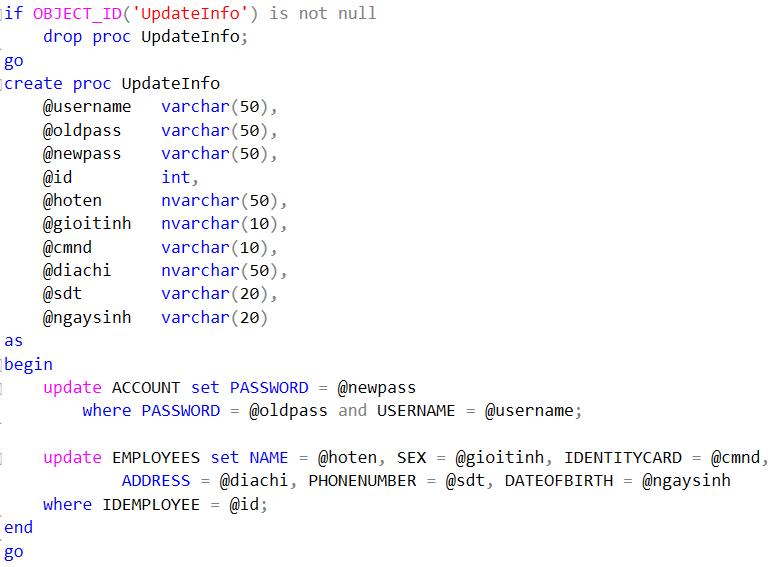 if OBJECT_ID('UpdateInfo') is not null
    drop proc UpdateInfo;
go
create proc UpdateInfo
    @username   varchar(50),
    @oldpass    varchar(50),
    @newpass    varchar(50),
    @id         int,
    @hoten      nvarchar(50),
    @gioitinh   nvarchar(10),
    @cmnd       varchar(10),
    @diachi     nvarchar(50),
    @sdt        varchar(20),
    @ngaysinh   varchar(20)
as
begin
    update ACCOUNT set PASSWORD = @newpass
        where PASSWORD = @oldpass and USERNAME = @username;

    update EMPLOYEES set NAME = @hoten, SEX = @gioitinh, IDENTITYCARD = @cmnd,
            ADDRESS = @diachi, PHONENUMBER = @sdt, DATEOFBIRTH = @ngaysinh
    where IDEMPLOYEE = @id;
end
go